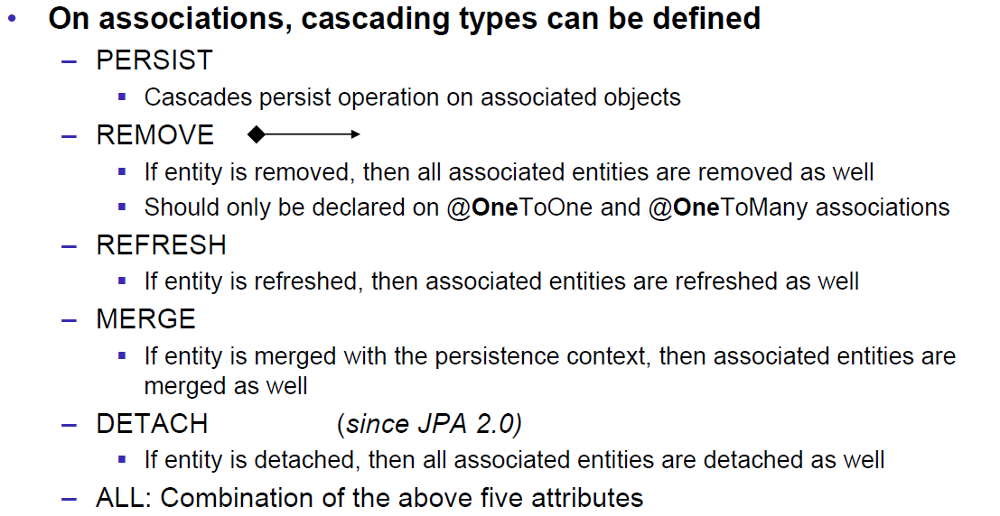 • On associations, cascading types can be defined
– PERSIST
▪ Cascades persist operation on associated objects
– REMOVE
▪ If entity is removed, then all associated entities are removed as well
▪ Should only be declared on @OneToOne and @OneToMany associations
– REFRESH
▪ If entity is refreshed, then associated entities are refreshed as well
– MERGE
▪ If entity is merged with the persistence context, then associated entities are
merged as well
– DETACH (since JPA 2.0)
▪ If entity is detached, then all associated entities are detached as well
– ALL: Combination of the above five attributes